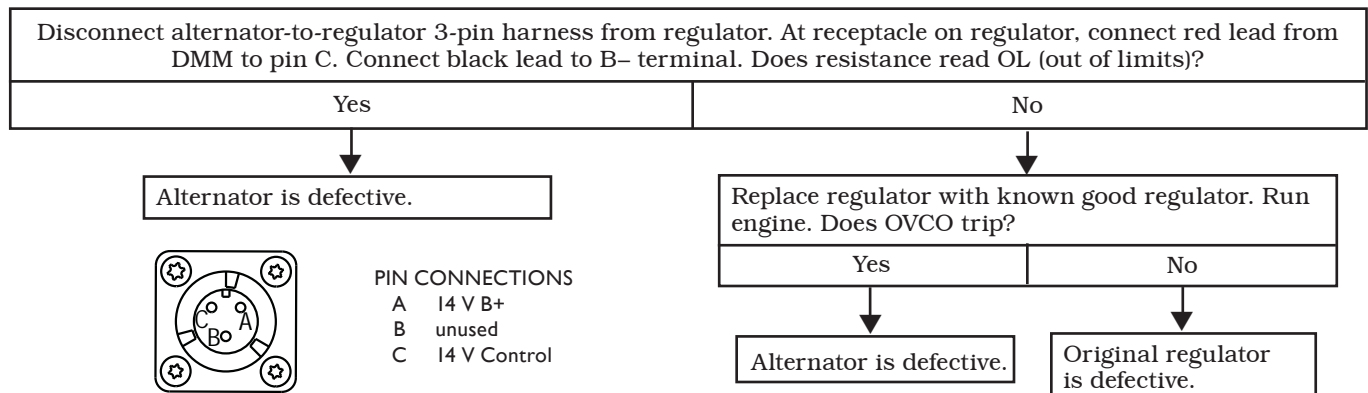 Disconnect alternator-to-regulator 3-pin harness from regulator. At receptacle on regulator, connect red lead from
DMM to pin C. Connect black lead to B– terminal. Does resistance read OL (out of limits)?
Yes
No
Alternator is defective.
Replace regulator with known good regulator. Run
engine. Does OVCO trip?
Yes
No
Alternator is defective.
Original regulator
is defective.
C
A
B
PIN CONNECTIONS
A 14 V B+
B unused
C 14 V Control